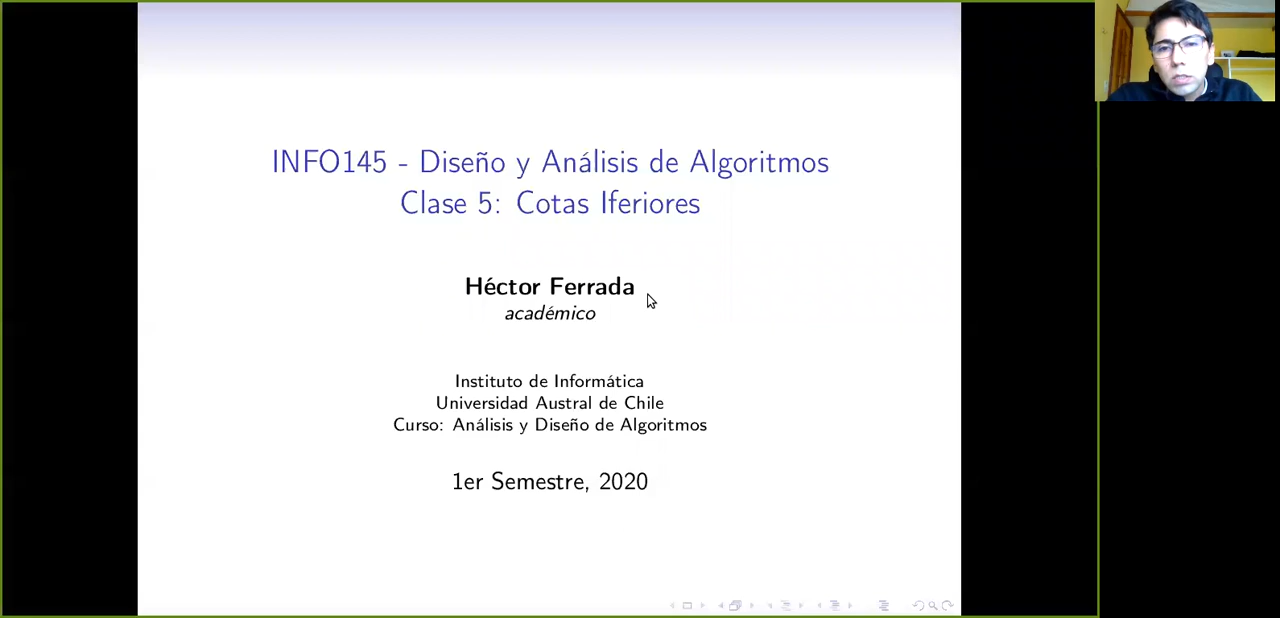 INFO145 - Diseño y Análisis de Algoritmos
Clase 5: Cotas Iferiores
Héctor Ferrada
académico
Instituto de Informática
Universidad Austral de Chile
Curso: Análisis y Diseño de Algoritmos
1er Semestre, 2020